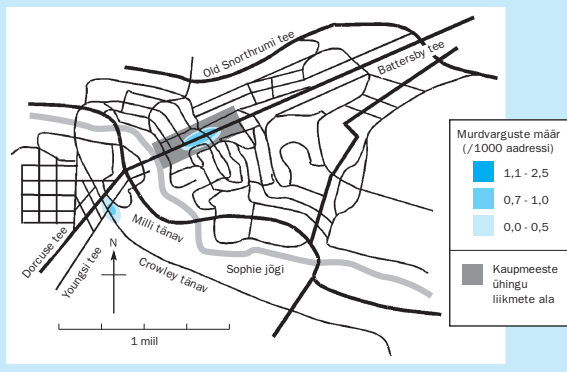 Old Snorthrumi tee
Battersby tee
Dorcuse tee
Youngsi tee
Milli tänav
N
Crowley tänav
Sophie jõgi
1 miil
Murdvarguste määr
(/1000 aadressi)
1,1 - 2,5
0,7 - 1,0
0,0 - 0,5
Kaupmeeste
ühingu
liikmete ala